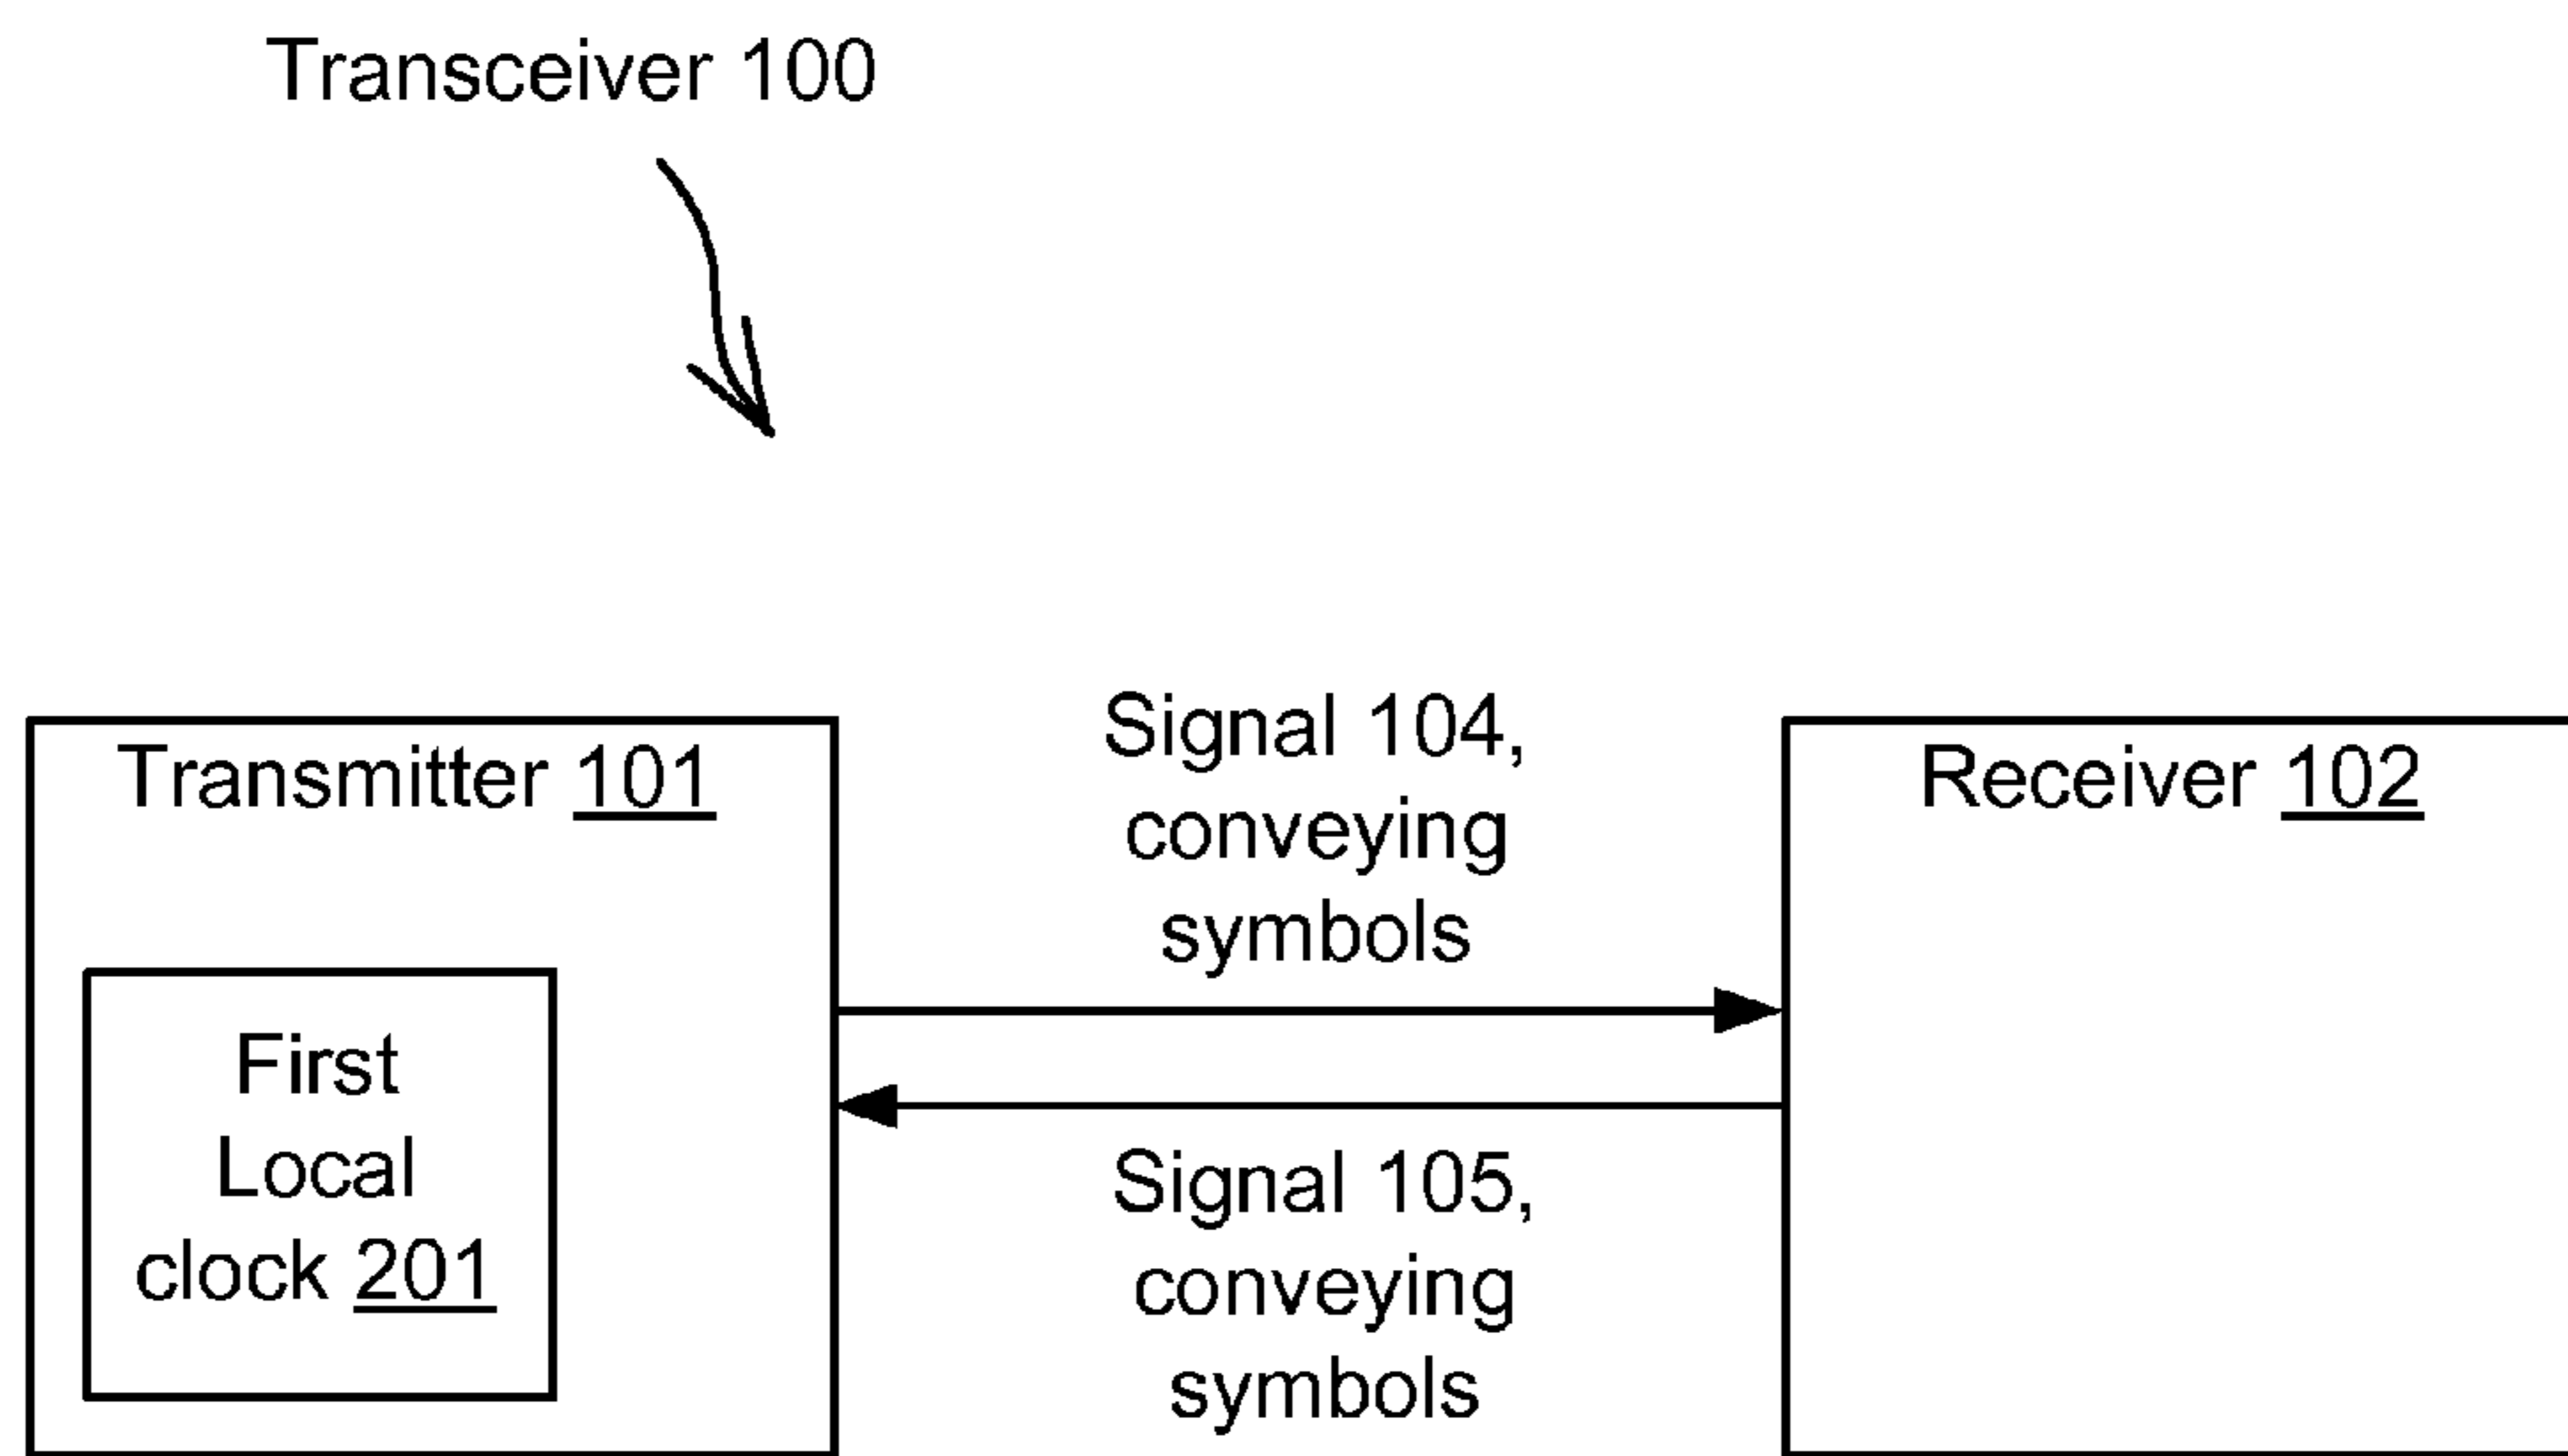 Transceiver 100
Transmitter 101
First
Local
clock 201
Signal 104,
conveying
symbols
Signal 105,
conveying
symbols
Receiver 102